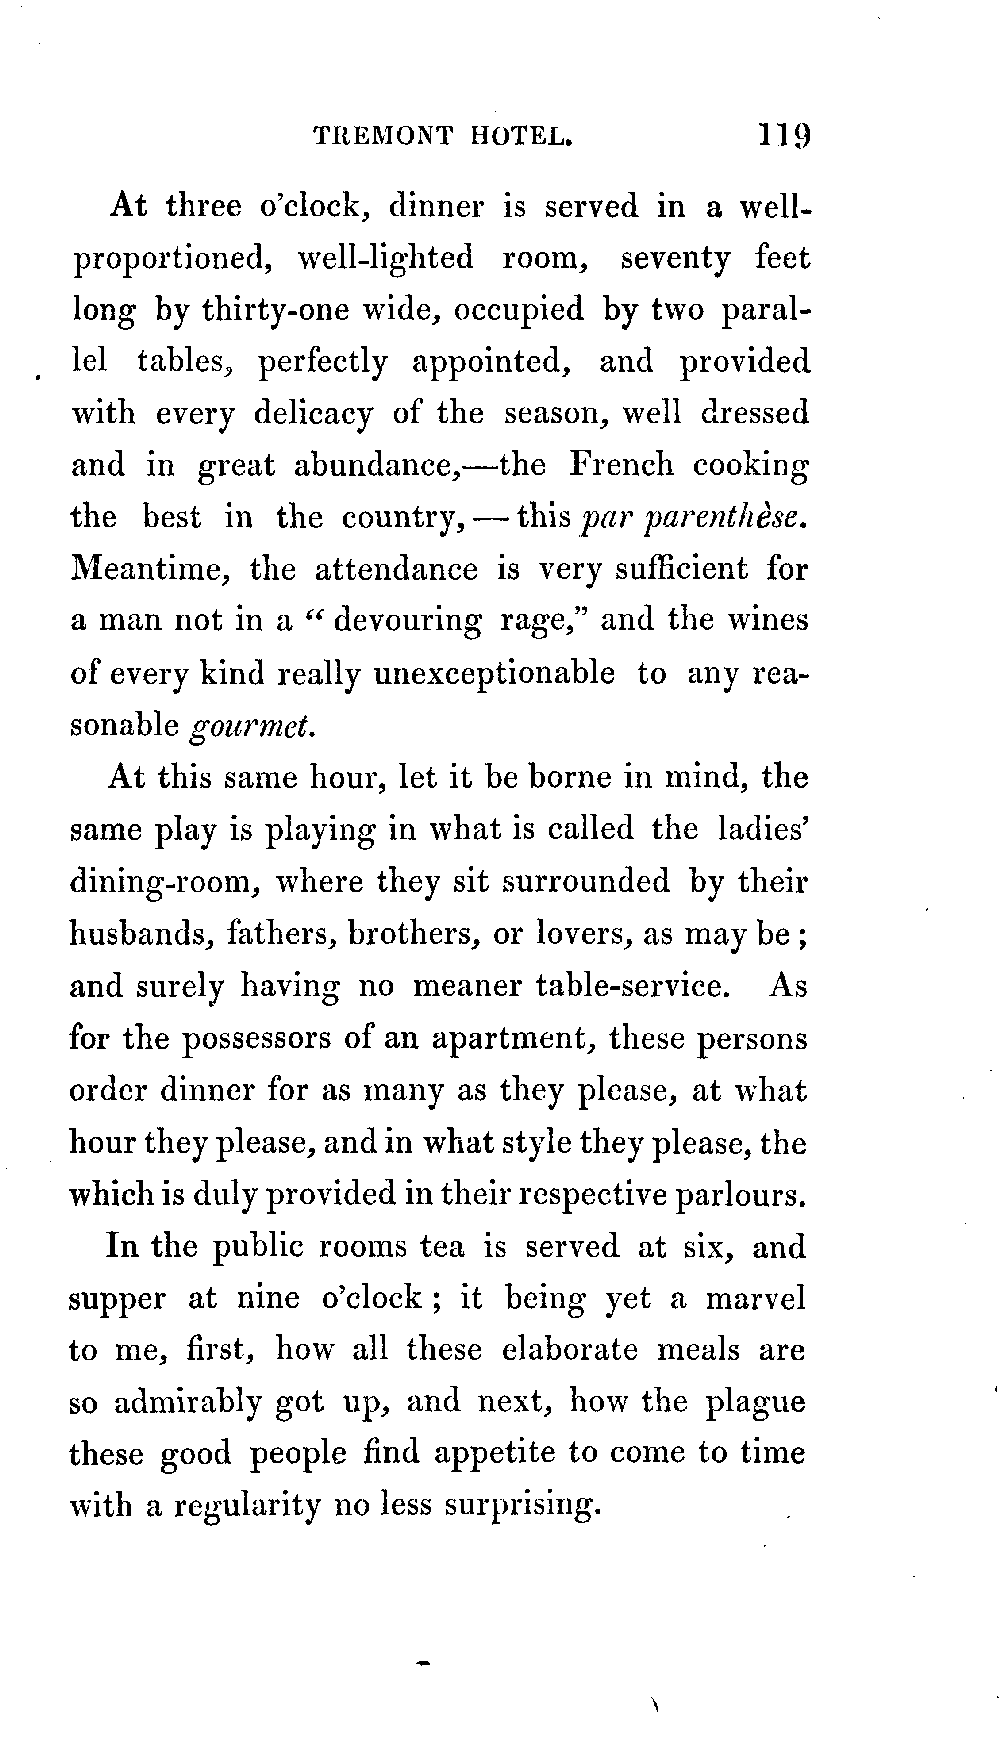 TREMONT HOTEL. 119
At three o'clock, dinner is served in a well-
proportioned, well-lighted room, seventy feet
long by thirty-one wide, occupied by two paral-
lel tables, perfectly appointed, and provided
with every delicacy of the season, well dressed
and in great abundance,—the French cooking
the best in the country, — this par parenthèse.
Meantime, the attendance is very sufficient for
a man not in a “ devouring rage,” and the wines
of every kind really unexceptionable to any rea-
sonable gourmet.
At this same hour, let it be borne in mind, the
same play is playing in what is called the ladies'
dining-room, where they sit surrounded by their
husbands, fathers, brothers, or lovers, as may be ;
and surely having no meaner table-service. As
for the possessors of an apartment, these persons
order dinner for as many as they please, at what
hour they please, and in what style they please, the
which is duly provided in their respective parlours.
In the public rooms tea is served at six, and
supper at nine o'clock ; it being yet a marvel
to me, first, how all these elaborate meals are
so admirably got up, and next, how the plague
these good people find appetite to come to time
with a regularity no less surprising.